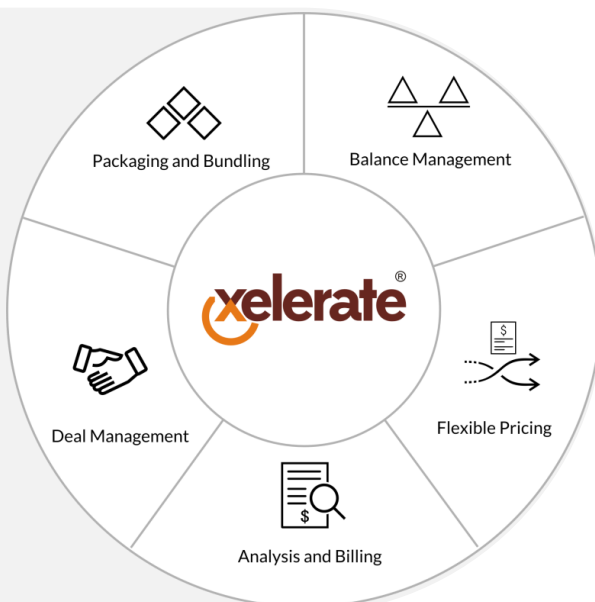 Packaging and Bundling
Balance Management
xelerate®
Deal Management
$
Flexible Pricing
$
Analysis and Billing